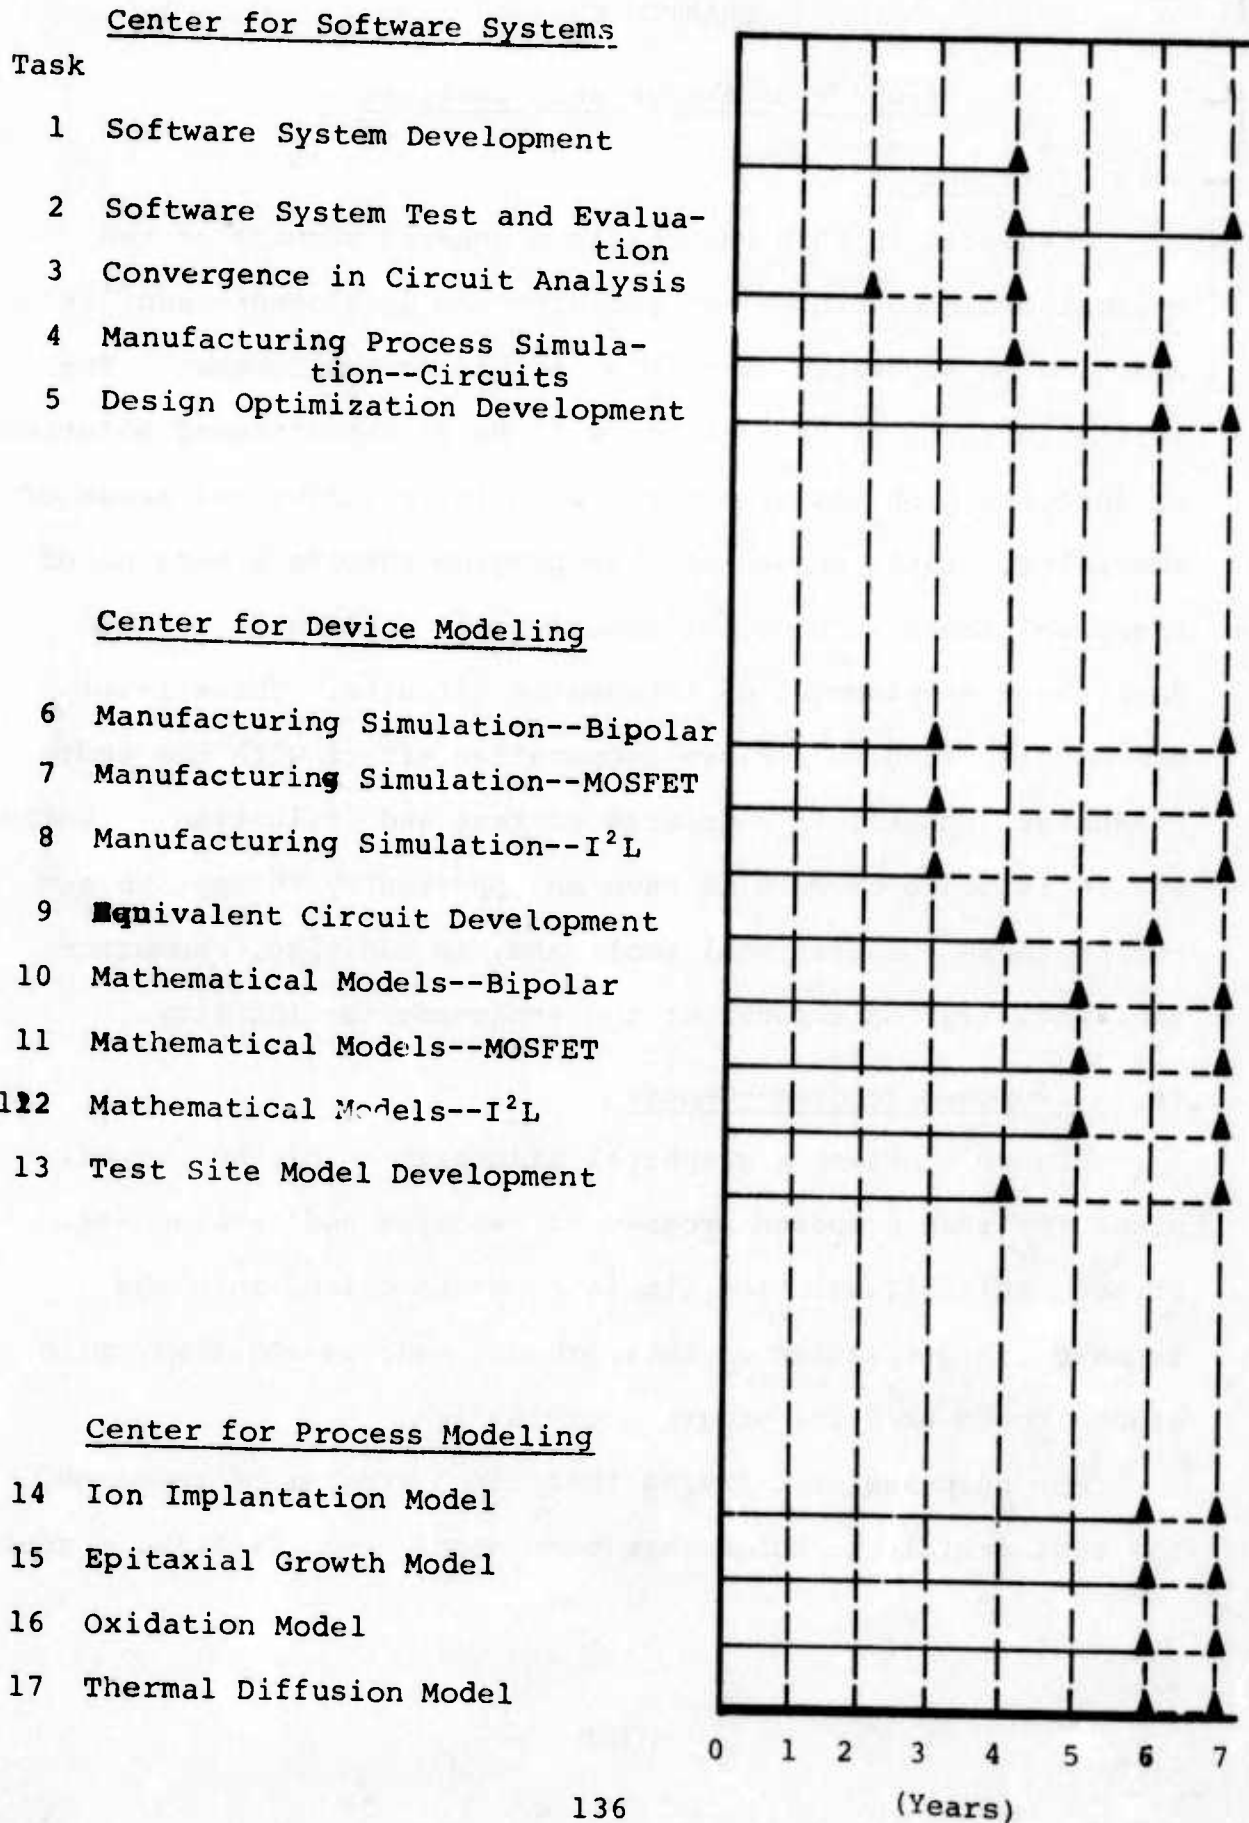 Center for Software Systems
Task
1 Software System Development
2 Software System Test and Evalua-
tion
3 Convergence in Circuit Analysis
4 Manufacturing Process Simula-
tion--Circuits
5 Design Optimization Development
Center for Device Modeling
6 Manufacturing Simulation--Bipolar
7 Manufacturing Simulation--MOSFET
8 Manufacturing Simulation--I²L
9 Equivalent Circuit Development
10 Mathematical Models--Bipolar
11 Mathematical Models--MOSFET
12 Mathematical Models--I²L
13 Test Site Model Development
Center for Process Modeling
14 Ion Implantation Model
15 Epitaxial Growth Model
16 Oxidation Model
17 Thermal Diffusion Model
0 1 2 3 4 5 6 7
(Years)
136